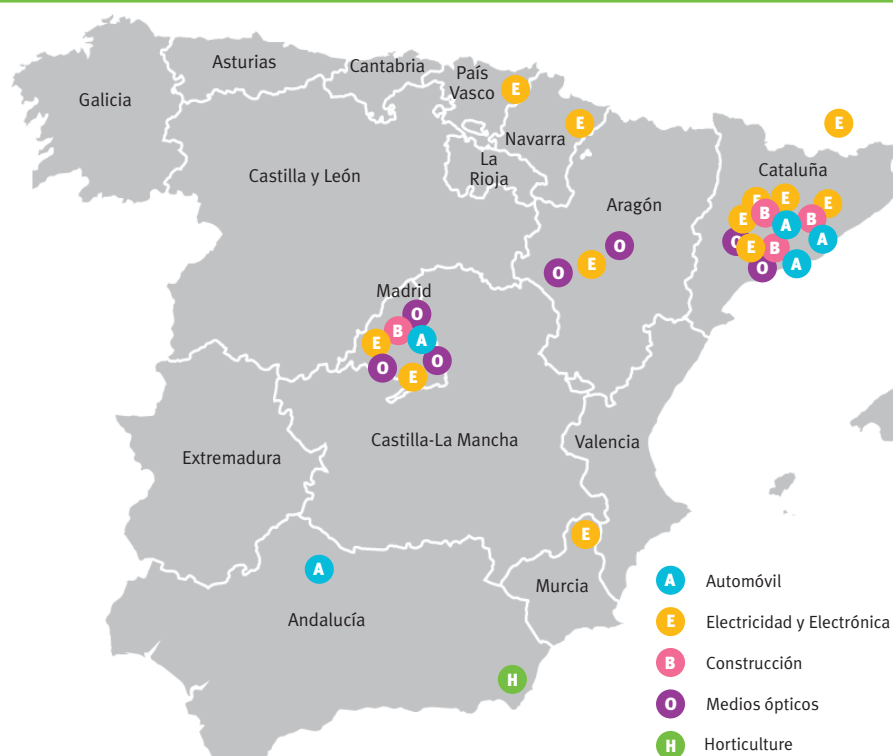 Asturias
Cantabria
País
Vasco
E
Galicia
E
E
Navarra
La
Rioja
Castilla y León
Cataluña
Aragón
E
E
E
B
E
B
A
O
A
E
B
O
A
O
E
O
Madrid
O
B
E
A
O
O
E
Castilla-La Mancha
Valencia
Extremadura
E
A
Murcia
Andalucía
H
A Automóvil
E Electricidad y Electrónica
B Construcción
O Medios ópticos
H Horticulture